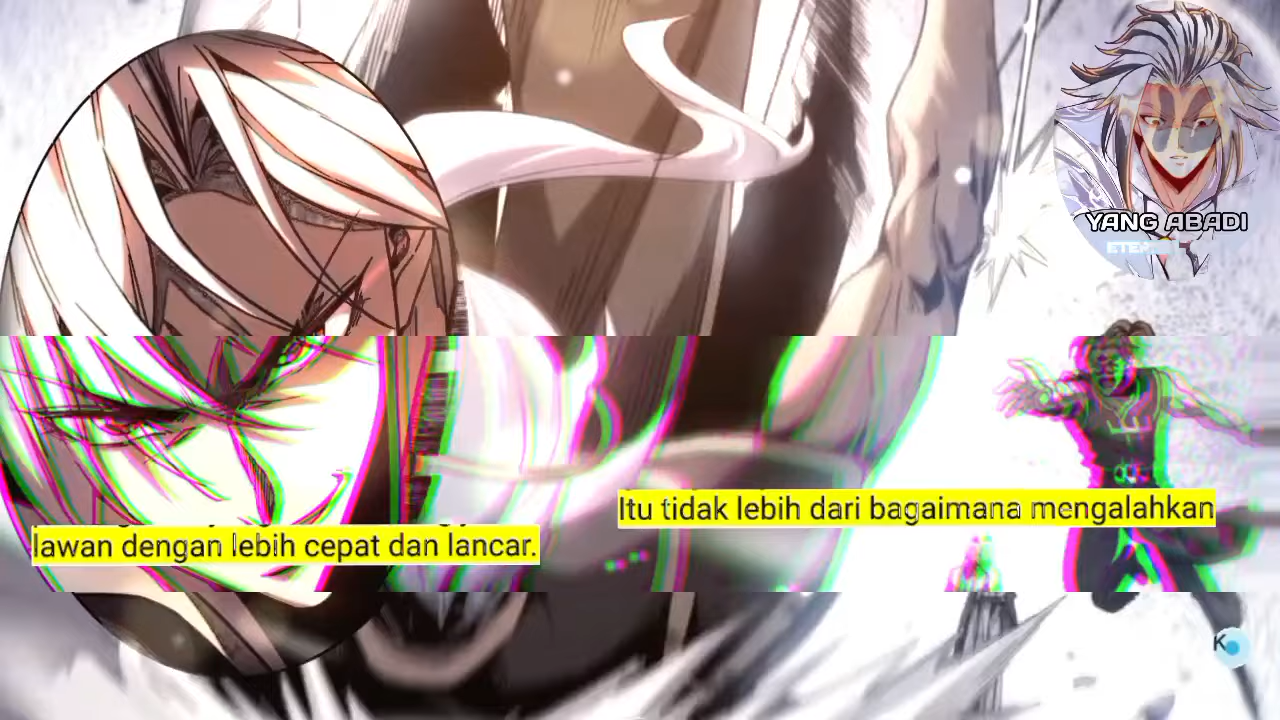 YANG ABADI
Itu tidak lebih dari bagaimana mengalahkan
lawan dengan lebih cepat dan lancar.
K